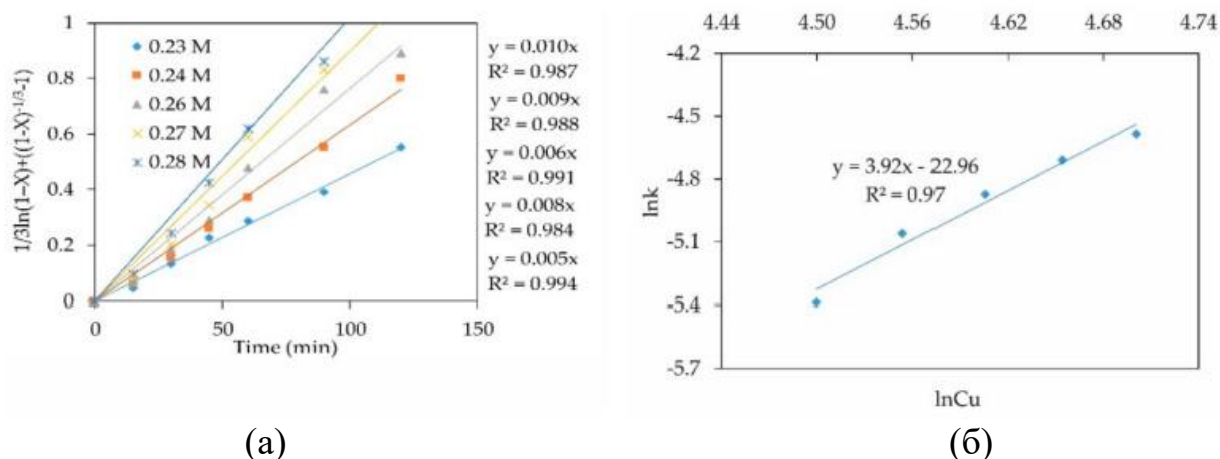 1/3ln(1–X)+((1-X)-1/3-1)
1
0.8
0.6
0.4
0.2
0
0.23 M
0.24 M
0.26 M
0.27 M
0.28 M
y = 0.010x
R² = 0.987
y = 0.009x
R² = 0.988
y = 0.006x
R² = 0.991
y = 0.008x
R² = 0.984
y = 0.005x
R² = 0.994
0 50 100 150
Time (min)
(а)
4.44 4.50 4.56 4.62 4.68 4.74
lnk
-4.2
-4.5
-4.8
-5.1
-5.4
-5.7
y = 3.92x - 22.96
R² = 0.97
lnCu
(б)